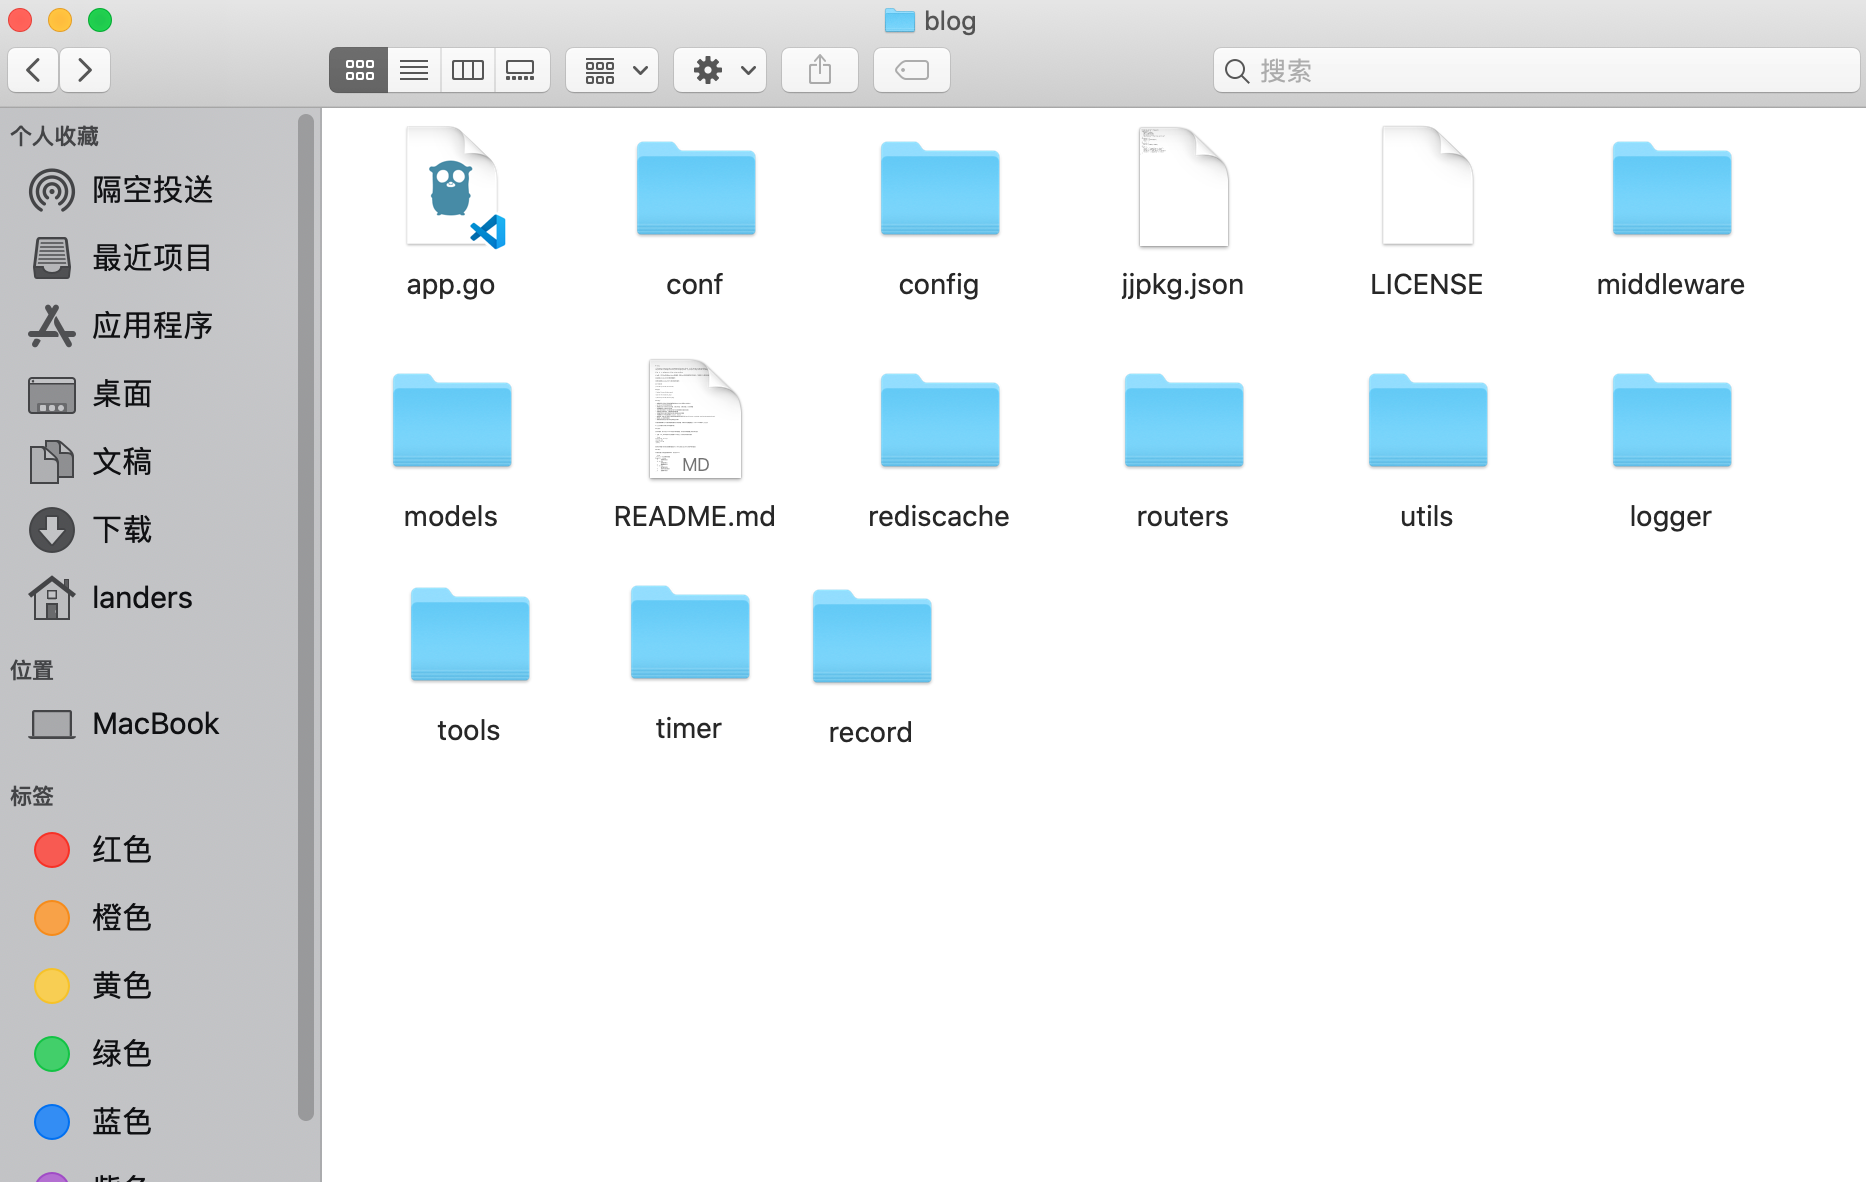 blog
搜索
个人收藏
隔空投送
最近项目
应用程序
桌面
文稿
下载
landers
位置
MacBook
标签
红色
橙色
黄色
绿色
蓝色
app.go
conf
config
jjpkg.json
LICENSE
middleware
models
MD
README.md
rediscache
routers
utils
logger
tools
timer
record